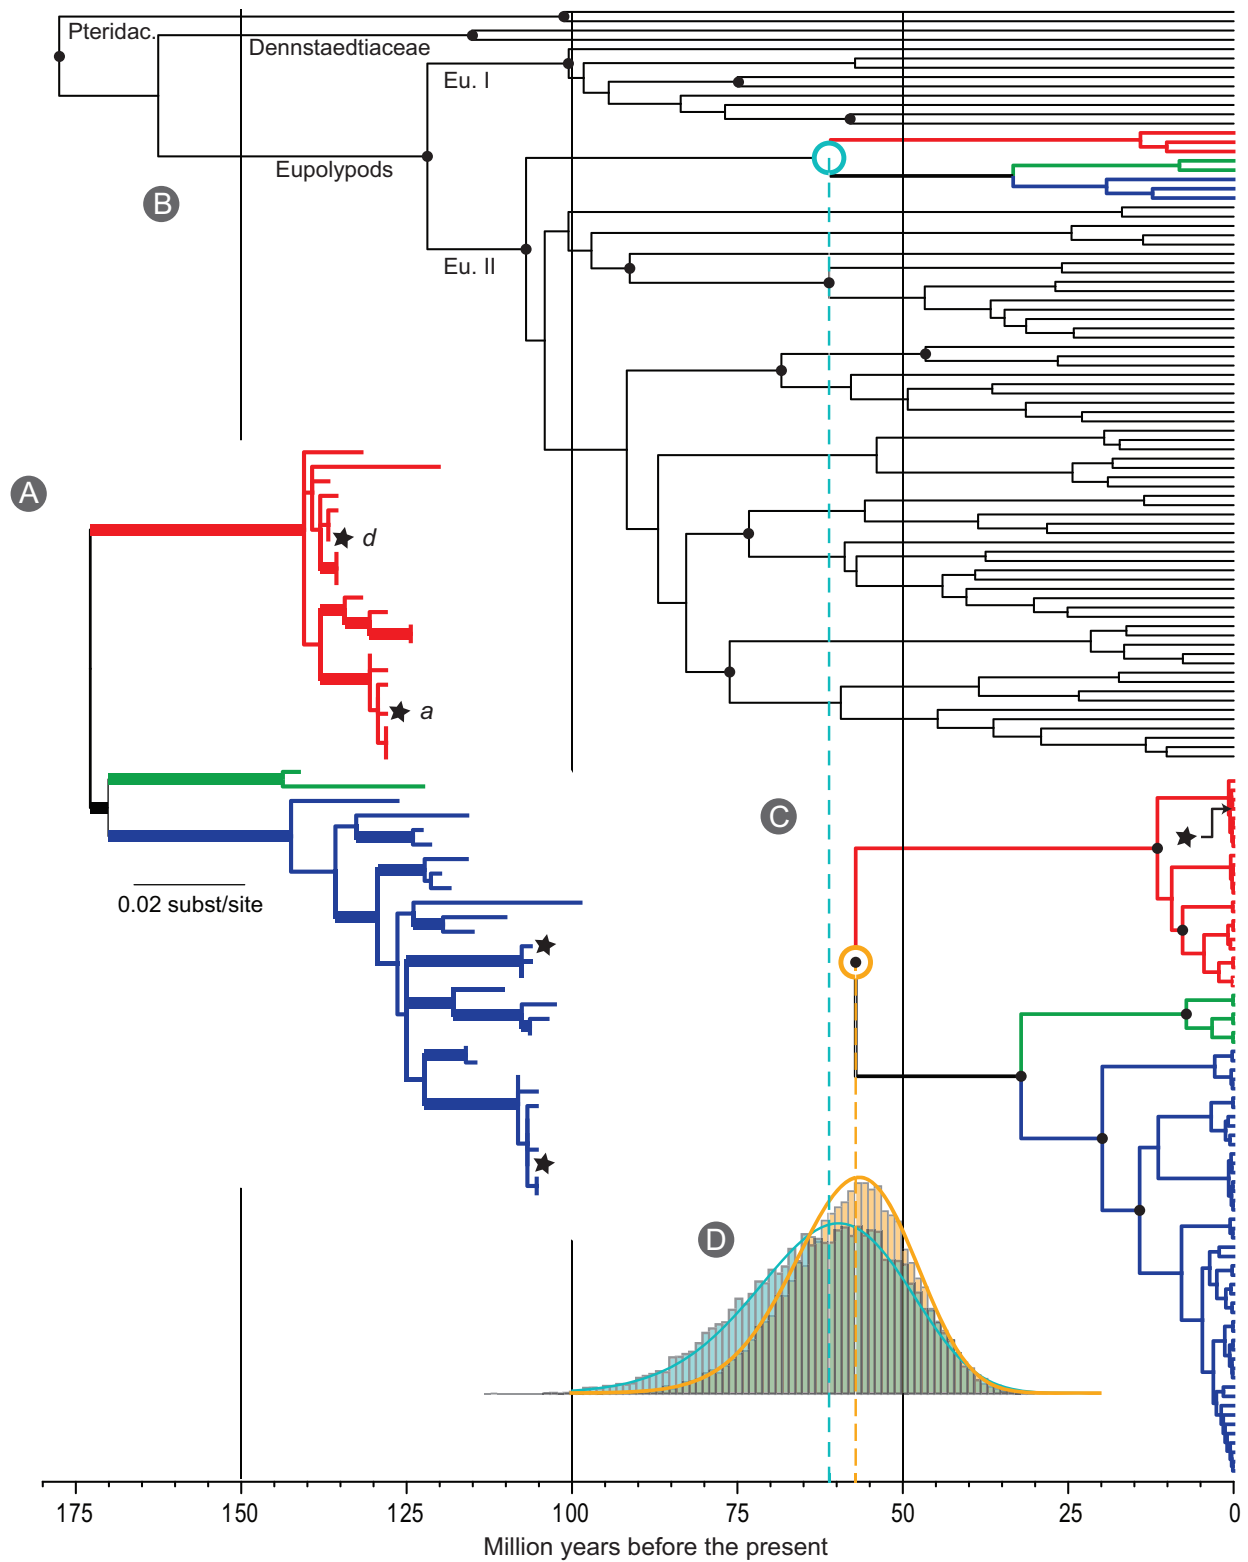 Pteridac.
Dennstaedtiaceae
Eu. I
Eupolypods
B
Eu. II
A
d
a
C
0.02 subst/site
D
175 150 125 100 75 50 25 0
Million years before the present